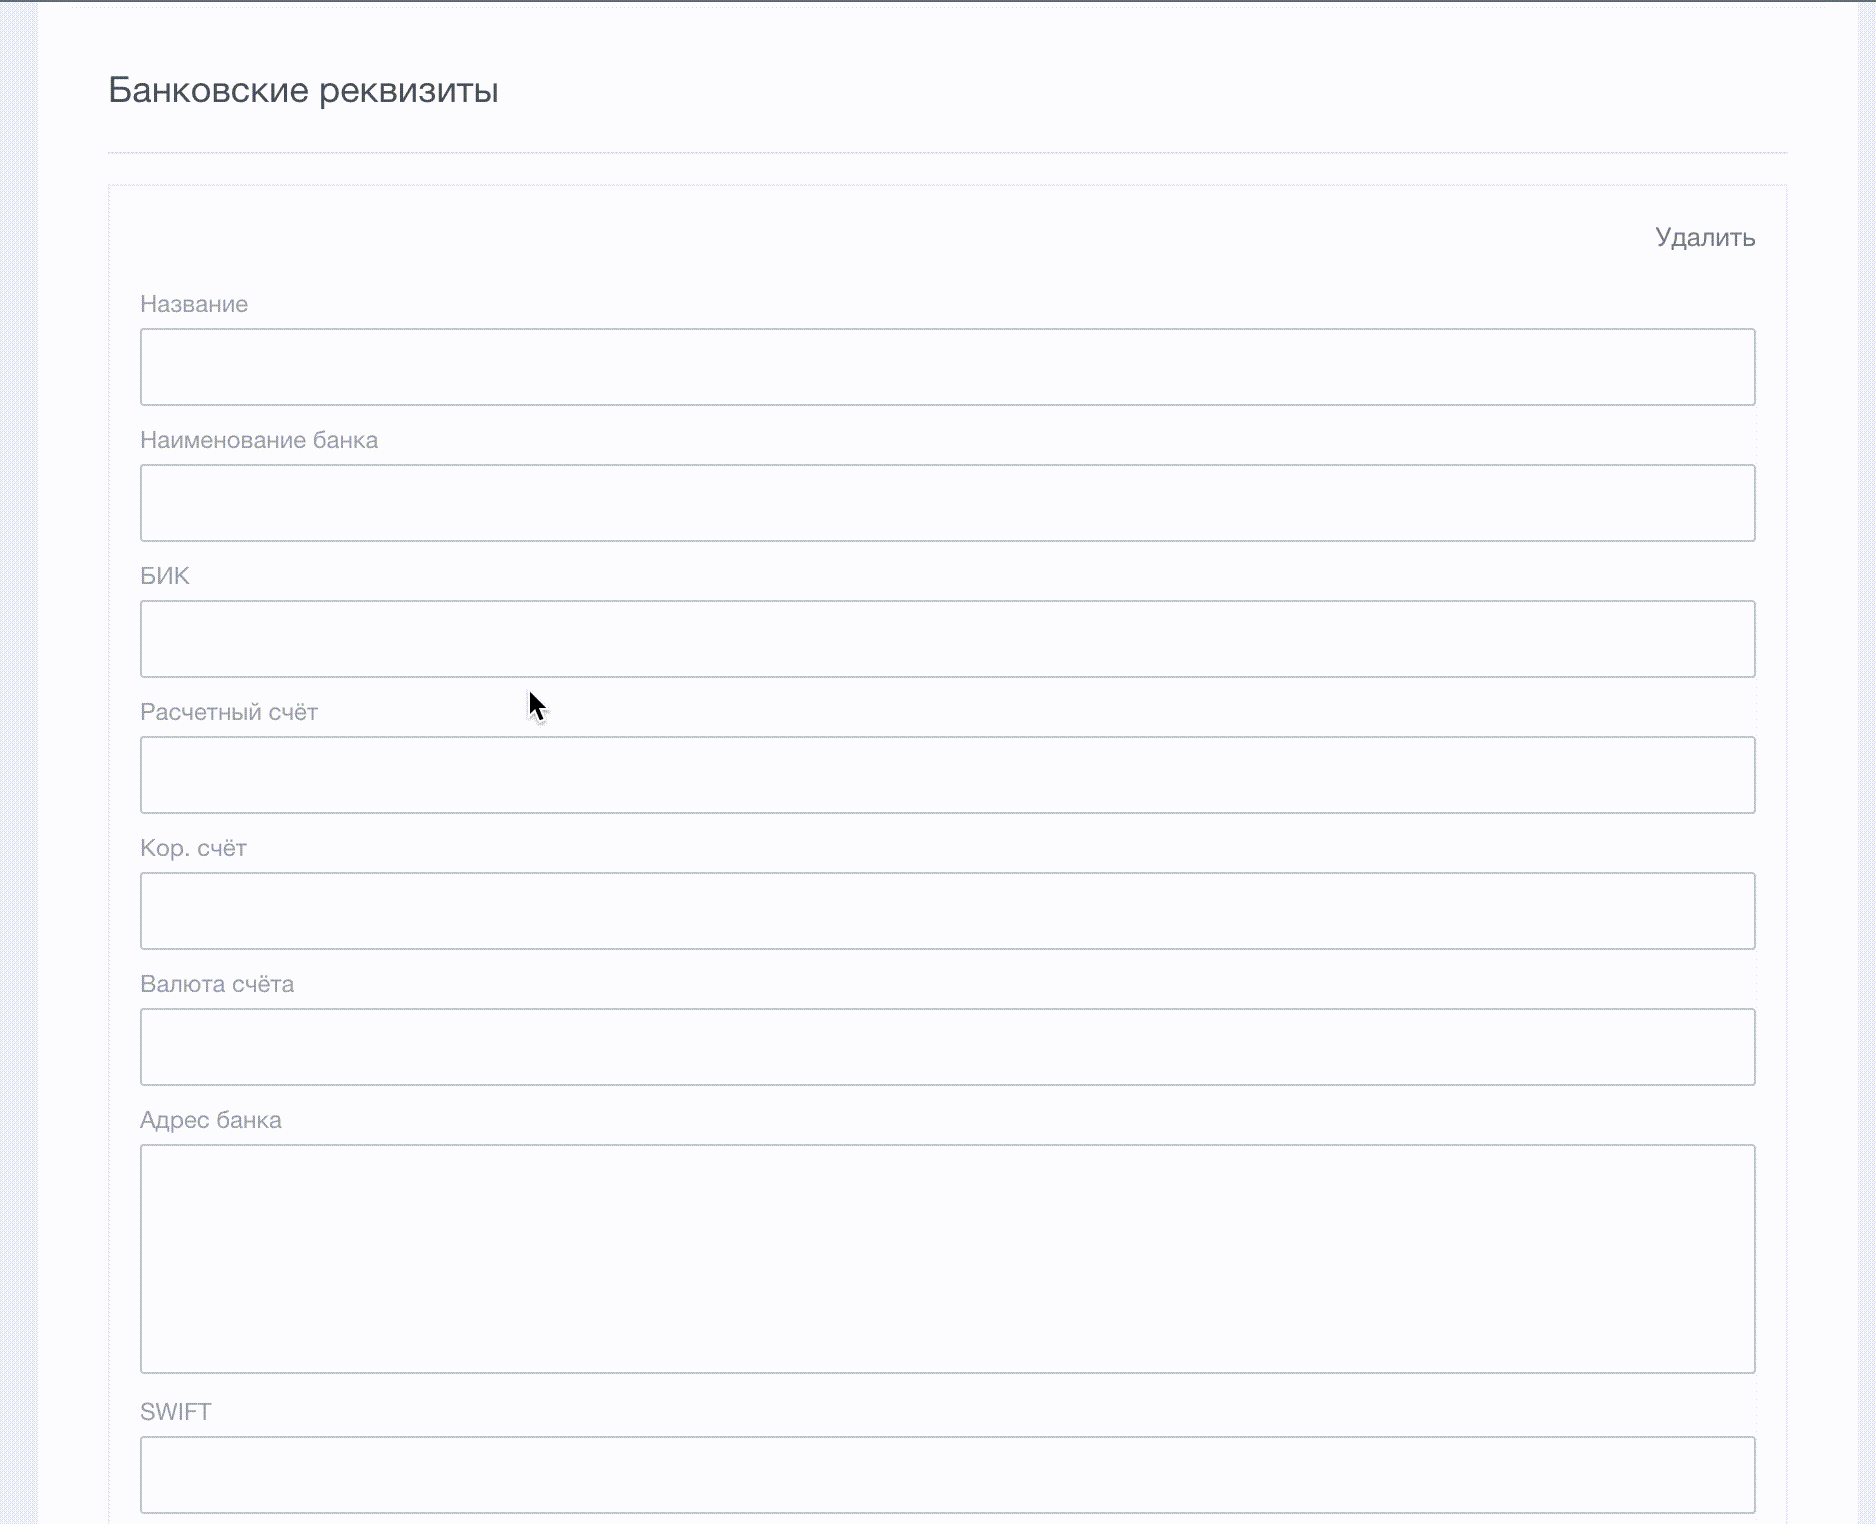 Банковские реквизиты
Удалить
Название
Наименование банка
БИК
Расчетный счёт
Кор. счёт
Валюта счёта
Адрес банка
SWIFT